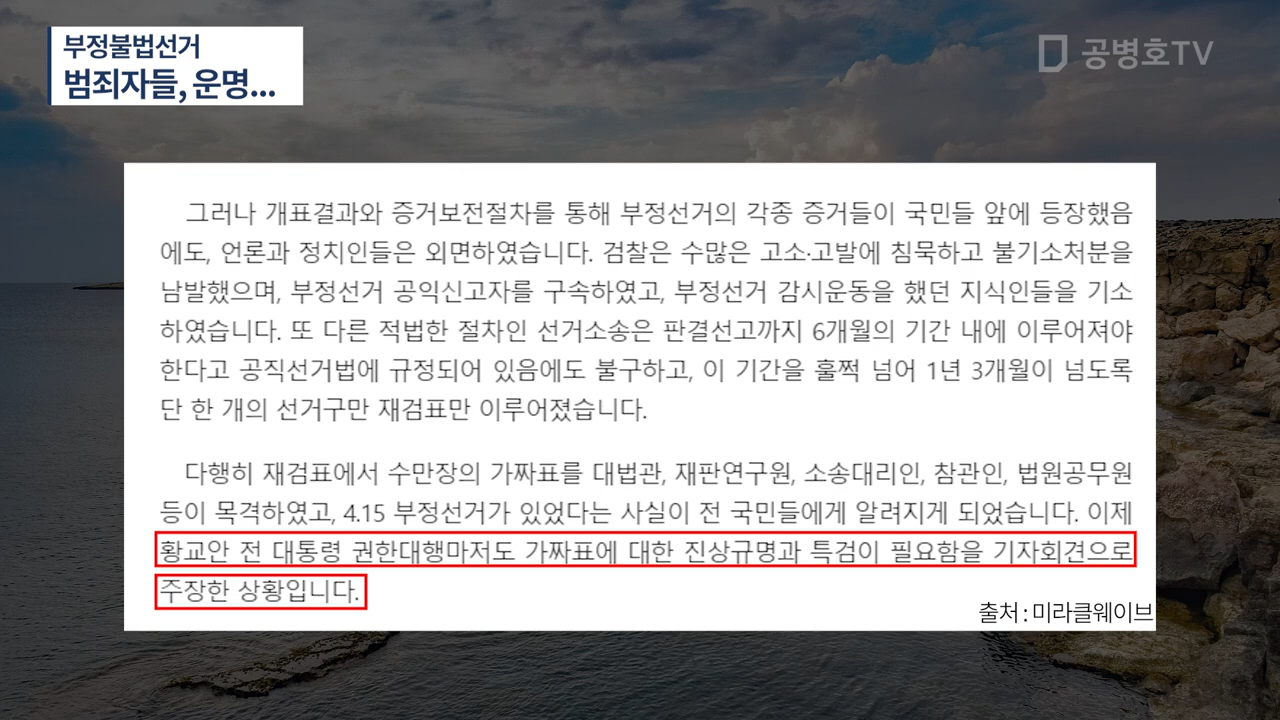 부정불법선거
범죄자들, 운명...
공병호TV
그러나 개표결과와 증거보전절차를 통해 부정선거의 각종 증거들이 국민들 앞에 등장했음
에도, 언론과 정치인들은 외면하였습니다. 검찰은 수많은 고소·고발에 침묵하고 불기소처분을
남발했으며, 부정선거 공익신고자를 구속하였고, 부정선거 감시운동을 했던 지식인들을 기소
하였습니다. 또 다른 적법한 절차인 선거소송은 판결선고까지 6개월의 기간 내에 이루어져야
한다고 공직선거법에 규정되어 있음에도 불구하고, 이 기간을 훌쩍 넘어 1년 3개월이 넘도록
단 한 개의 선거구만 재검표만 이루어졌습니다.
다행히 재검표에서 수만장의 가짜표를 대법관, 재판연구원, 소송대리인, 참관인, 법원공무원
등이 목격하였고, 4.15 부정선거가 있었다는 사실이 전 국민들에게 알려지게 되었습니다. 이제
황교안 전 대통령 권한대행마저도 가짜표에 대한 진상규명과 특검이 필요함을 기자회견으로
주장한 상황입니다.
출처 : 미라클웨이브